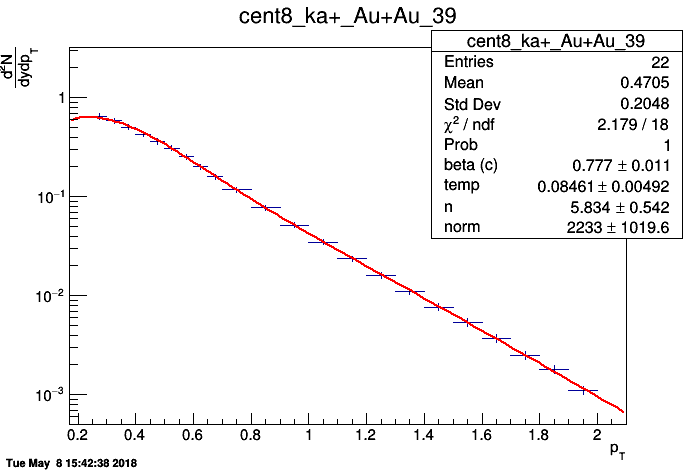 cent8_ka+_Au+Au_39
d²N
dydp_T
cent8_ka+_Au+Au_39
Entries 22
Mean 0.4705
Std Dev 0.2048
χ² / ndf 2.179 / 18
Prob 1
beta (c) 0.777 ± 0.011
temp 0.08461 ± 0.00492
n 5.834 ± 0.542
norm 2233 ± 1019.6
1
10⁻¹
10⁻²
10⁻³
0.2 0.4 0.6 0.8 1 1.2 1.4 1.6 1.8 2
p_T
Tue May 8 15:42:38 2018